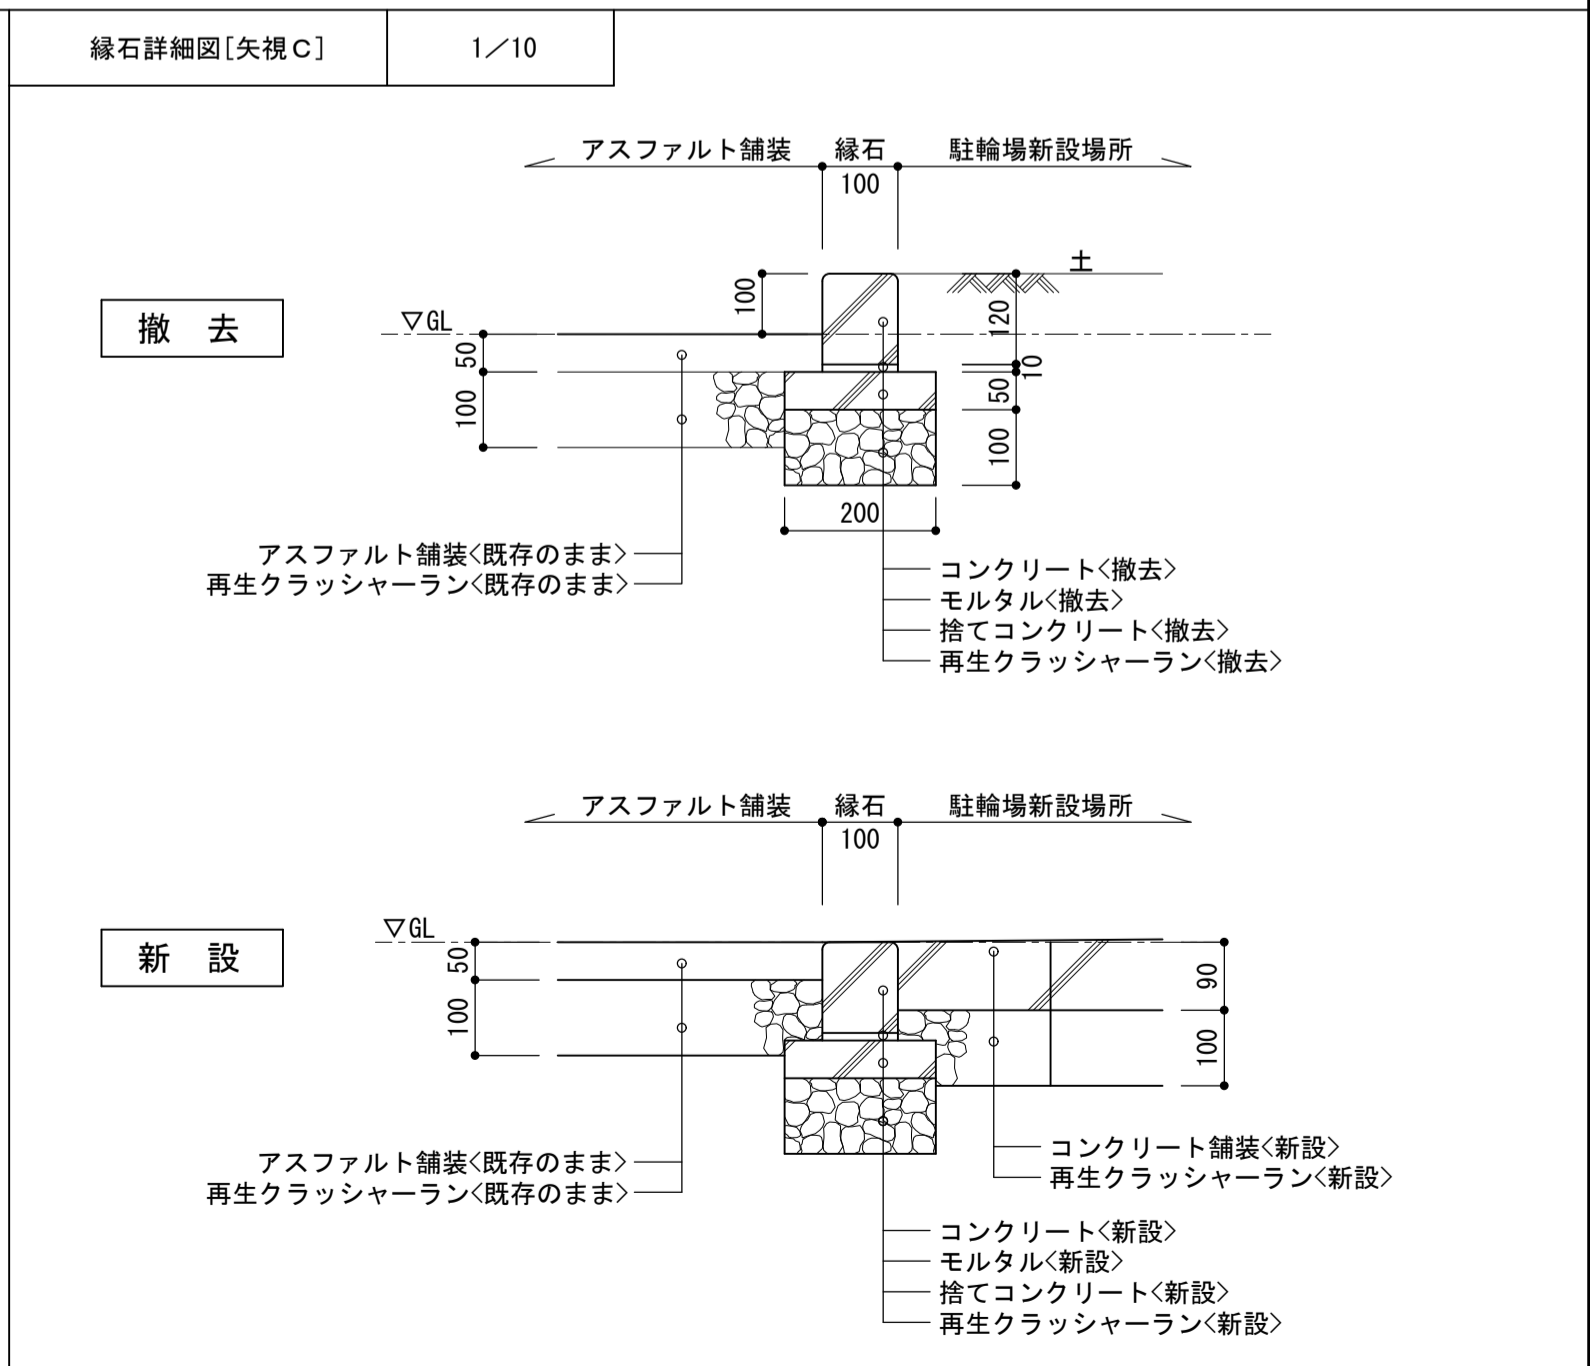 縁石詳細図[矢視C] 1/10
アスファルト舗装 縁石 駐輪場新設場所
100
撤 去
▽GL
土
100
50
100
120
10
50
100
200
アスファルト舗装<既存のまま>
再生クラッシャーラン<既存のまま>
コンクリート<撤去>
モルタル<撤去>
捨てコンクリート<撤去>
再生クラッシャーラン<撤去>
アスファルト舗装 縁石 駐輪場新設場所
100
新 設
▽GL
50
100
90
100
アスファルト舗装<既存のまま>
再生クラッシャーラン<既存のまま>
コンクリート舗装<新設>
再生クラッシャーラン<新設>
コンクリート<新設>
モルタル<新設>
捨てコンクリート<新設>
再生クラッシャーラン<新設>